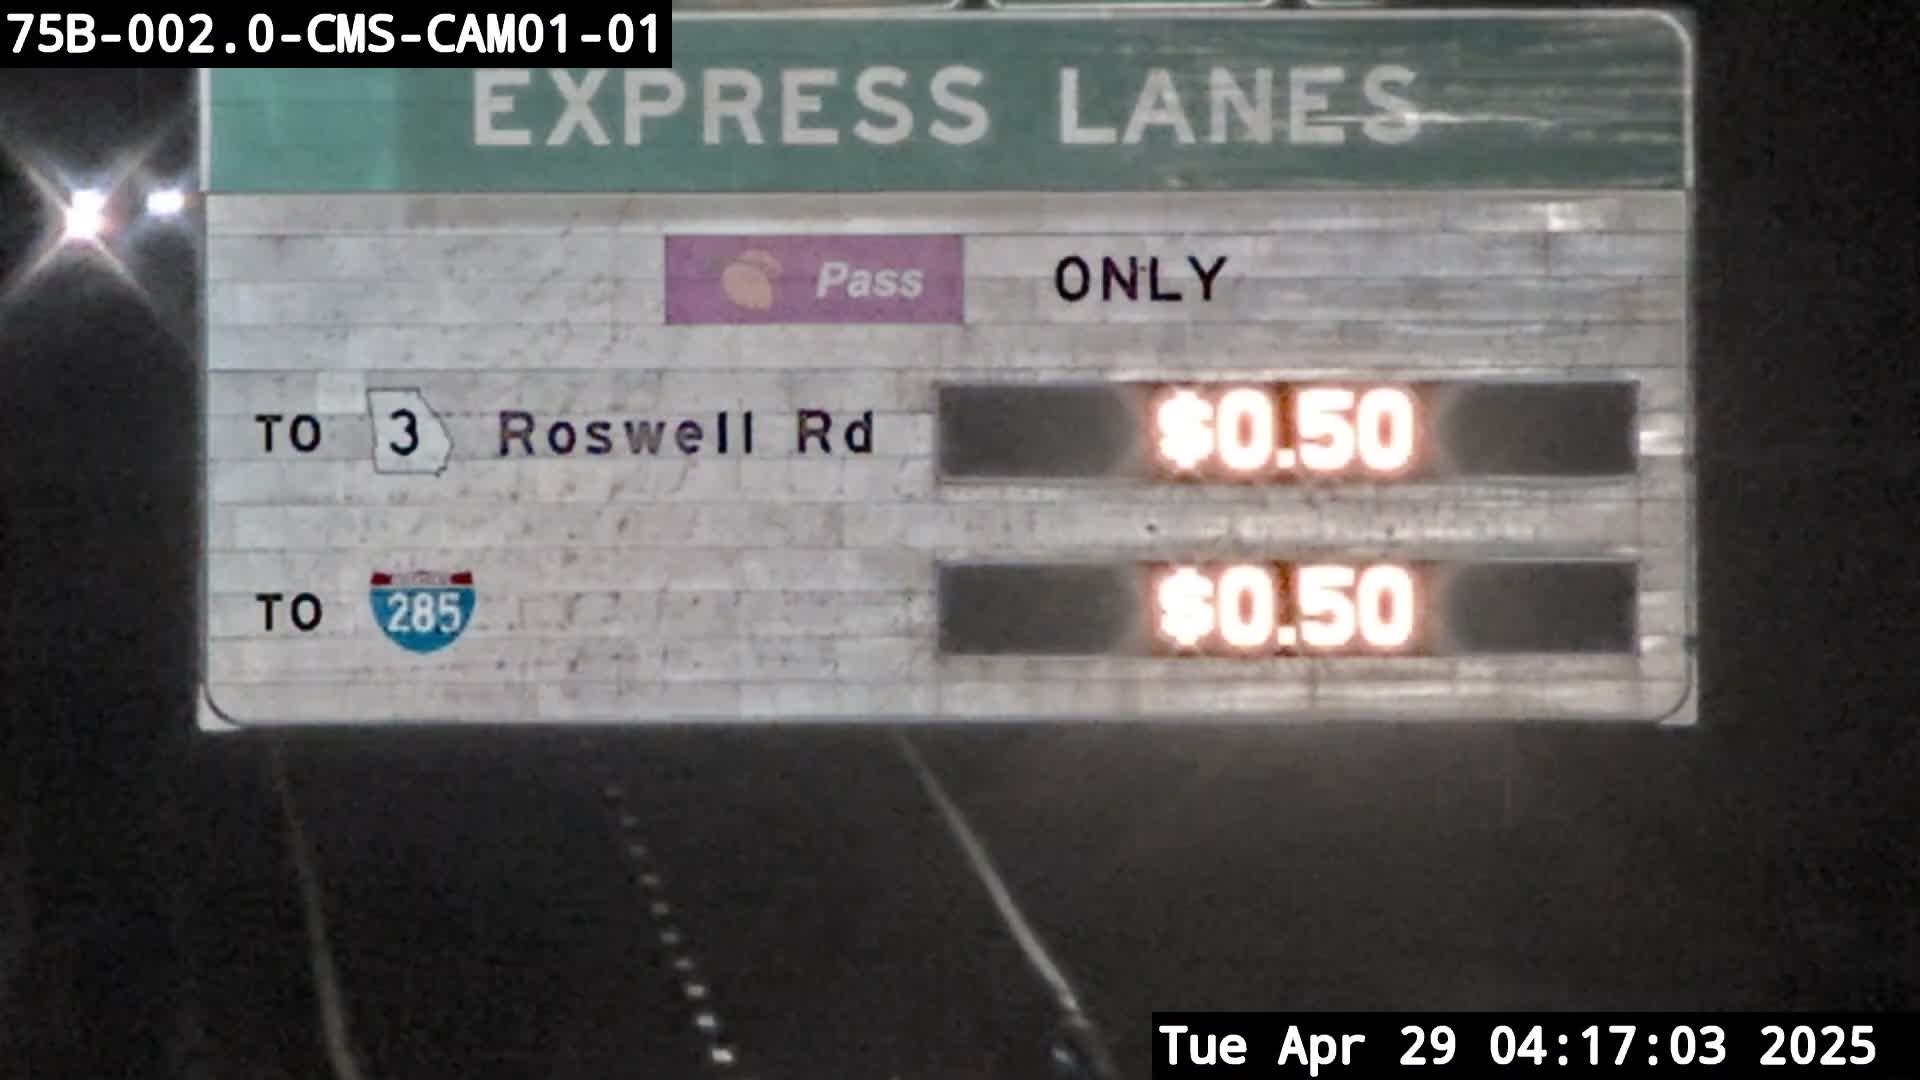 75B-002.0-CMS-CAM01-01
EXPRESS LANES
Pass ONLY
TO 3 Roswell Rd $0.50
TO 285 $0.50
Tue Apr 29 04:17:03 2025